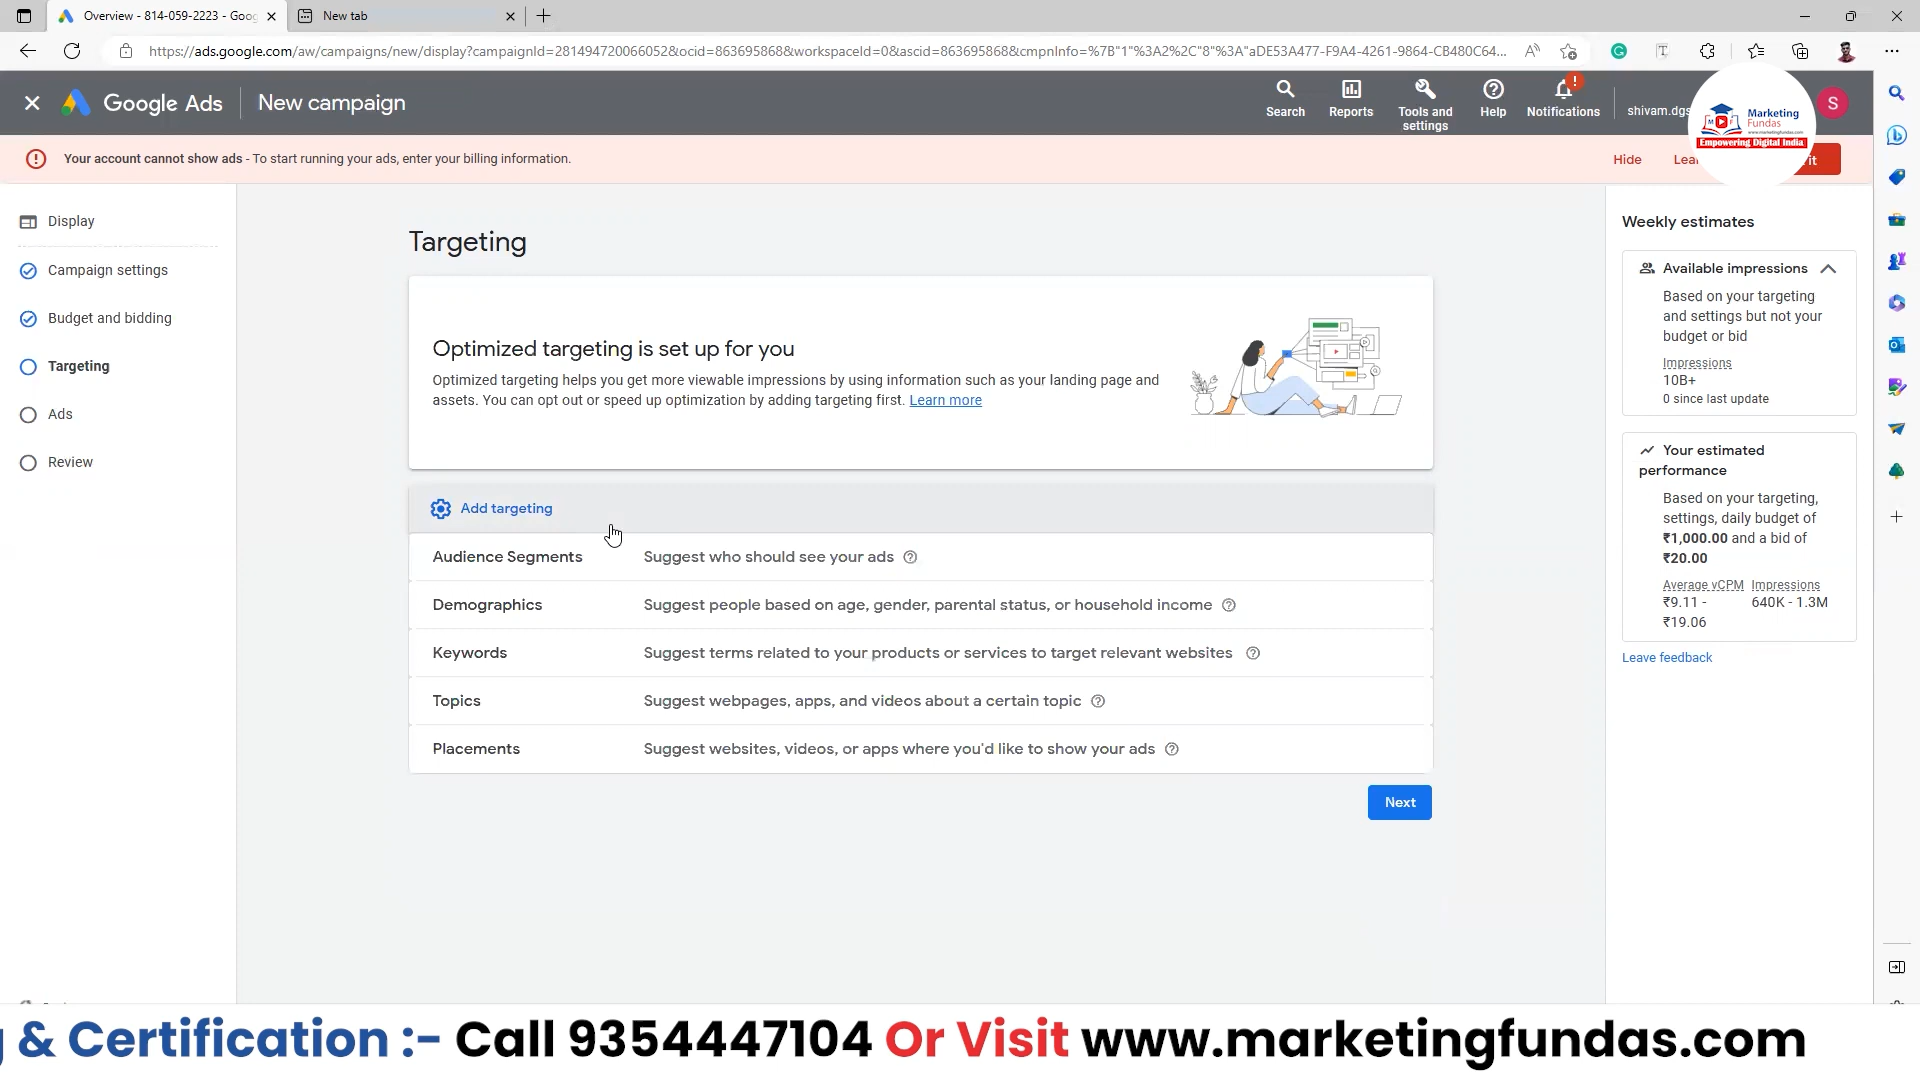 Overview - 814-059-2223 - Goog
New tab
https://ads.google.com/aw/campaigns/new/display?campaignId=281494720066052&ocid=863695868&workspaceId=0&ascid=863695868&cmpnInfo=%7B"1"%3A2%2C"8"%3A"aDE53A477-F9A4-4261-9864-CB480C64...
Google Ads
New campaign
Search
Reports
Tools and
settings
Help
Notifications
shivam.dgs
Marketing
Fundas
www.marketingfundas.com
Empowering Digital India
S
Your account cannot show ads - To start running your ads, enter your billing information.
Hide
Display
Campaign settings
Budget and bidding
Targeting
Ads
Review
Targeting
Optimized targeting is set up for you
Optimized targeting helps you get more viewable impressions by using information such as your landing page and
assets. You can opt out or speed up optimization by adding targeting first. Learn more
Add targeting
Audience Segments Suggest who should see your ads
Demographics Suggest people based on age, gender, parental status, or household income
Keywords Suggest terms related to your products or services to target relevant websites
Topics Suggest webpages, apps, and videos about a certain topic
Placements Suggest websites, videos, or apps where you'd like to show your ads
Next
Weekly estimates
Available impressions
Based on your targeting
and settings but not your
budget or bid
Impressions
10B+
0 since last update
Your estimated
performance
Based on your targeting,
settings, daily budget of
₹1,000.00 and a bid of
₹20.00
Average vCPM Impressions
₹9.11 - 640K - 1.3M
₹19.06
Leave feedback
& Certification :- Call 9354447104 Or Visit www.marketingfundas.com